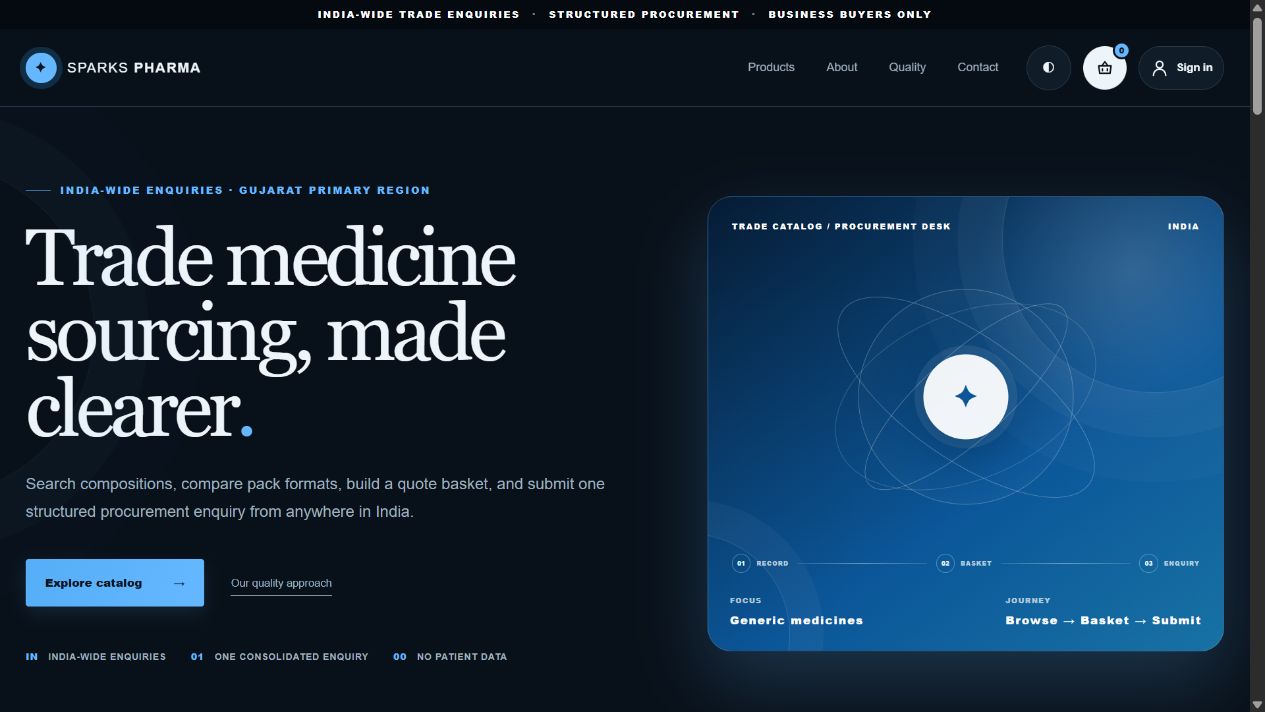 INDIA-WIDE TRADE ENQUIRIES · STRUCTURED PROCUREMENT · BUSINESS BUYERS ONLY
SPARKS PHARMA
Products
About
Quality
Contact
0
Sign in
INDIA-WIDE ENQUIRIES · GUJARAT PRIMARY REGION
Trade medicine
sourcing, made
clearer.
Search compositions, compare pack formats, build a quote basket, and submit one
structured procurement enquiry from anywhere in India.
Explore catalog →
Our quality approach
IN INDIA-WIDE ENQUIRIES
01 ONE CONSOLIDATED ENQUIRY
00 NO PATIENT DATA
TRADE CATALOG / PROCUREMENT DESK
INDIA
01 RECORD
02 BASKET
03 ENQUIRY
FOCUS
Generic medicines
JOURNEY
Browse → Basket → Submit